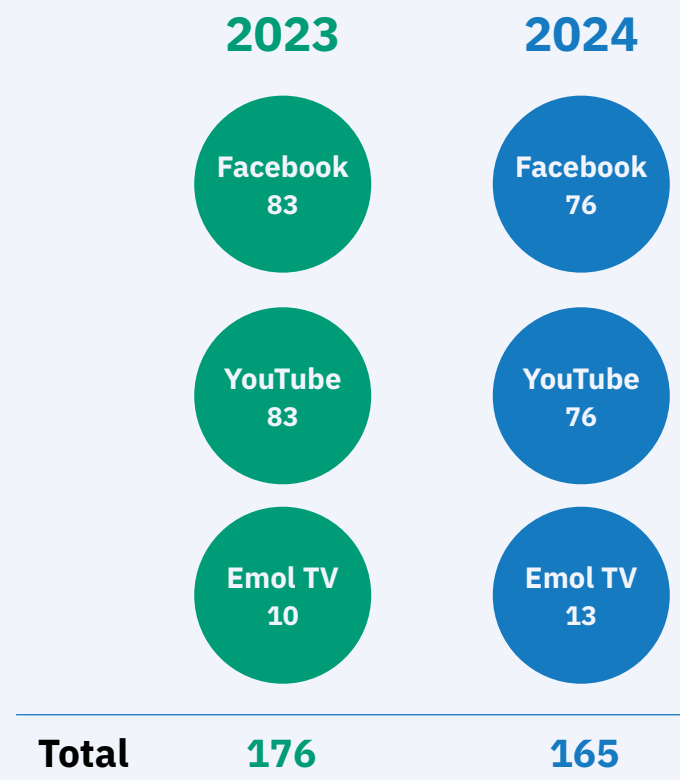 2023 2024
Facebook Facebook
83 76
YouTube YouTube
83 76
Emol TV Emol TV
10 13
Total 176 165